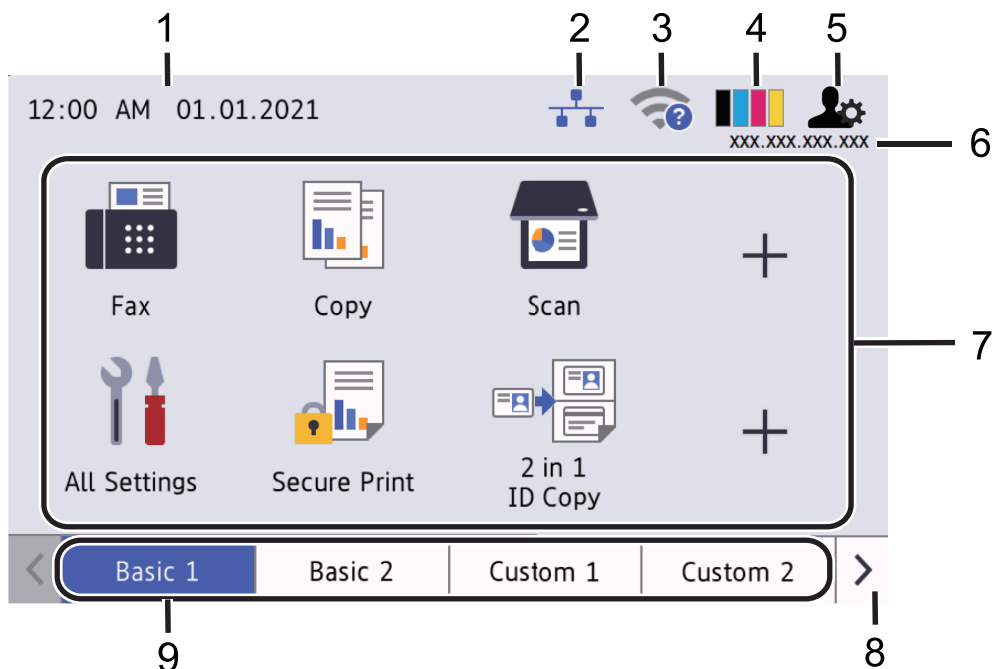 1 2 3 4 5
12:00 AM 01.01.2021
?
XXX.XXX.XXX.XXX 6
Fax Copy Scan +
7
All Settings Secure Print 2 in 1
ID Copy +
Basic 1 Basic 2 Custom 1 Custom 2
9 8